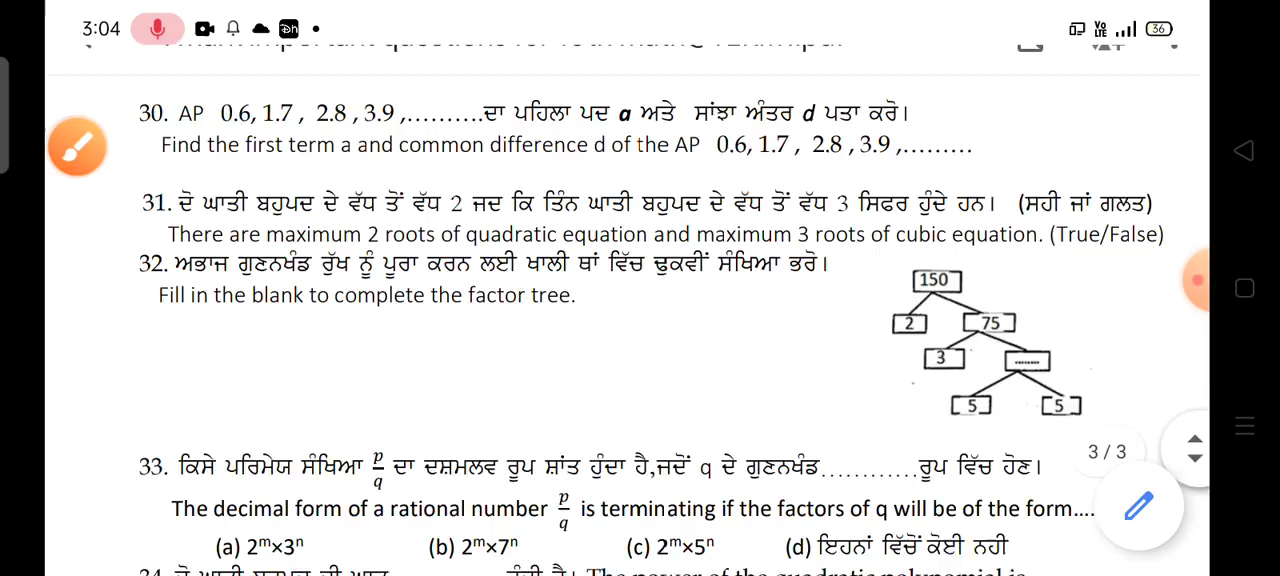 3:04
Vo LTE 36
30. AP 0.6, 1.7 , 2.8 , 3.9 ,..........ਦਾ ਪਹਿਲਾ ਪਦ a ਅਤੇ ਸਾਂਝਾ ਅੰਤਰ d ਪਤਾ ਕਰੋ।
Find the first term a and common difference d of the AP 0.6, 1.7 , 2.8 , 3.9 ,.........
31. ਦੋ ਘਾਤੀ ਬਹੁਪਦ ਦੇ ਵੱਧ ਤੋਂ ਵੱਧ 2 ਜਦ ਕਿ ਤਿੰਨ ਘਾਤੀ ਬਹੁਪਦ ਦੇ ਵੱਧ ਤੋਂ ਵੱਧ 3 ਸਿਫਰ ਹੁੰਦੇ ਹਨ। (ਸਹੀ ਜਾਂ ਗਲਤ)
There are maximum 2 roots of quadratic equation and maximum 3 roots of cubic equation. (True/False)
32. ਅਭਾਜ ਗੁਣਨਖੰਡ ਰੁੱਖ ਨੂੰ ਪੂਰਾ ਕਰਨ ਲਈ ਖਾਲੀ ਥਾਂ ਵਿੱਚ ਢੁਕਵੀਂ ਸੰਖਿਆ ਭਰੋ।
Fill in the blank to complete the factor tree.
150
2 75
3 ........
5 5
33. ਕਿਸੇ ਪਰਿਮੇਯ ਸੰਖਿਆ p/q ਦਾ ਦਸ਼ਮਲਵ ਰੂਪ ਸ਼ਾਂਤ ਹੁੰਦਾ ਹੈ,ਜਦੋਂ q ਦੇ ਗੁਣਨਖੰਡ............ਰੂਪ ਵਿੱਚ ਹੋਣ।
3 / 3
The decimal form of a rational number p/q is terminating if the factors of q will be of the form....
(a) 2ᵐ×3ⁿ (b) 2ᵐ×7ⁿ (c) 2ᵐ×5ⁿ (d) ਇਹਨਾਂ ਵਿੱਚੋਂ ਕੋਈ ਨਹੀ